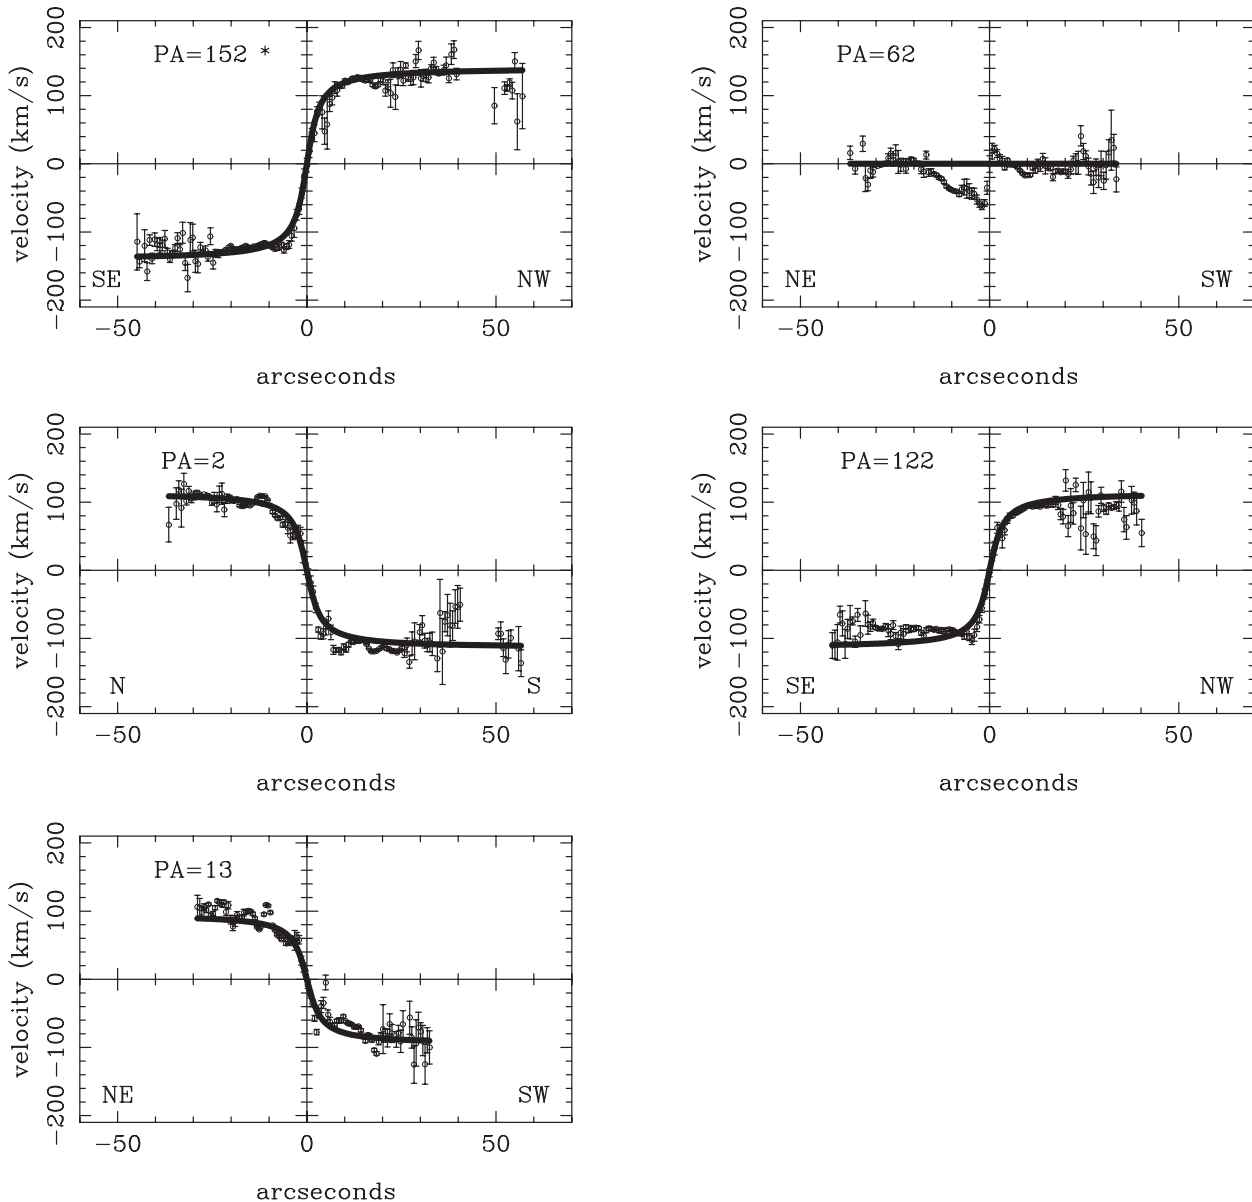 PA=152 *
velocity (km/s)
200
100
0
−100
−200
SE
NW
−50
0
50
arcseconds
PA=62
velocity (km/s)
200
100
0
−100
−200
NE
SW
−50
0
50
arcseconds
PA=2
velocity (km/s)
200
100
0
−100
−200
N
S
−50
0
50
arcseconds
PA=122
velocity (km/s)
200
100
0
−100
−200
SE
NW
−50
0
50
arcseconds
PA=13
velocity (km/s)
200
100
0
−100
−200
NE
SW
−50
0
50
arcseconds